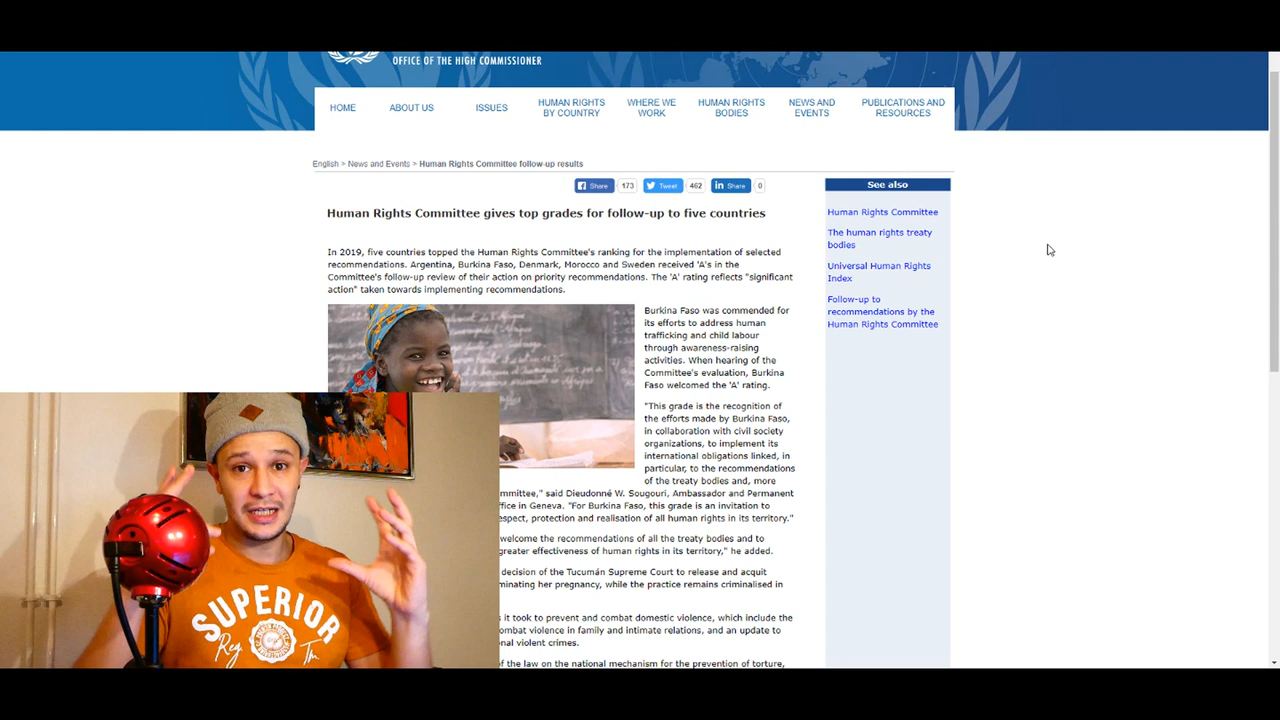 OFFICE OF THE HIGH COMMISSIONER
HOME
ABOUT US
ISSUES
HUMAN RIGHTS
BY COUNTRY
WHERE WE
WORK
HUMAN RIGHTS
BODIES
NEWS AND
EVENTS
PUBLICATIONS AND
RESOURCES
English > News and Events > Human Rights Committee follow-up results
Share 173 Tweet 462 in Share 0
Human Rights Committee gives top grades for follow-up to five countries
In 2019, five countries topped the Human Rights Committee's ranking for the implementation of selected
recommendations. Argentina, Burkina Faso, Denmark, Morocco and Sweden received 'A's in the
Committee's follow-up review of their action on priority recommendations. The 'A' rating reflects "significant
action" taken towards implementing recommendations.
Burkina Faso was commended for
its efforts to address human
trafficking and child labour
through awareness-raising
activities. When hearing of the
Committee's evaluation, Burkina
Faso welcomed the 'A' rating.
"This grade is the recognition of
the efforts made by Burkina Faso,
in collaboration with civil society
organizations, to implement its
international obligations linked, in
particular, to the recommendations
of the treaty bodies and, more
mmittee," said Dieudonné W. Sougouri, Ambassador and Permanent
ffice in Geneva. "For Burkina Faso, this grade is an invitation to
espect, protection and realisation of all human rights in its territory."
welcome the recommendations of all the treaty bodies and to
greater effectiveness of human rights in its territory," he added.
decision of the Tucumán Supreme Court to release and acquit
minating her pregnancy, while the practice remains criminalised in
s it took to prevent and combat domestic violence, which include the
ombat violence in family and intimate relations, and an update to
nal violent crimes.
of the law on the national mechanism for the prevention of torture,
See also
Human Rights Committee
The human rights treaty
bodies
Universal Human Rights
Index
Follow-up to
recommendations by the
Human Rights Committee
SUPERIOR
Reg Tm.